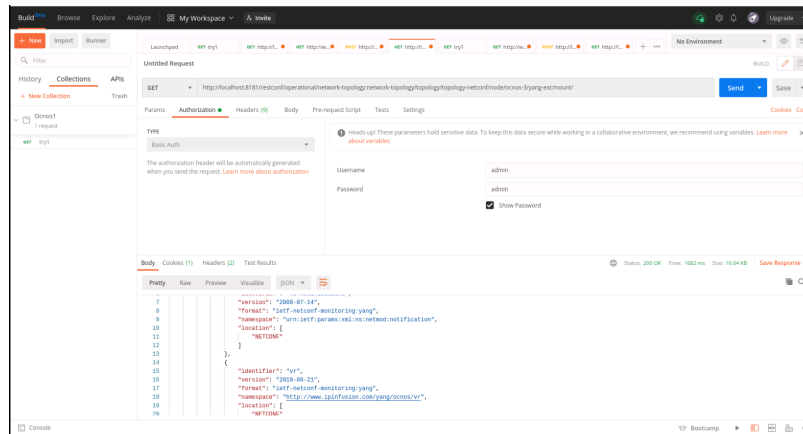 Build Beta Browse Explore Analyze My Workspace Invite Upgrade
+ New Import Runner
Launchpad GET try1 GET http://l... GET http://w... POST http://l... GET http://l... GET try1 GET http://w... POST http://l... GET http://l... + No Environment
Filter
Untitled Request BUILD
History Collections APIs
GET http://localhost:8181/restconf/operational/network-topology:network-topology/topology/topology-netconf/node/ocnos-3/yang-ext:mount/ Send Save
+ New Collection Trash
Params Authorization Headers (9) Body Pre-request Script Tests Settings Cookies Co
Ocnos1
1 request
TYPE
Heads up! These parameters hold sensitive data. To keep this data secure while working in a collaborative environment, we recommend using variables. Learn more
about variables
GET try1
Basic Auth
The authorization header will be automatically generated
when you send the request. Learn more about authorization
Username admin
Password admin
Show Password
Body Cookies (1) Headers (2) Test Results Status: 200 OK Time: 1682 ms Size: 16.04 KB Save Response
Pretty Raw Preview Visualize JSON
7 "version": "2008-07-14",
8 "format": "ietf-netconf-monitoring:yang",
9 "namespace": "urn:ietf:params:xml:ns:netmod:notification",
10 "location": [
11 "NETCONF"
12 ]
13 },
14 {
15 "identifier": "vr",
16 "version": "2018-06-21",
17 "format": "ietf-netconf-monitoring:yang",
18 "namespace": "http://www.ipinfusion.com/yang/ocnos/vr",
19 "location": [
20 "NETCONF"
Console Bootcamp